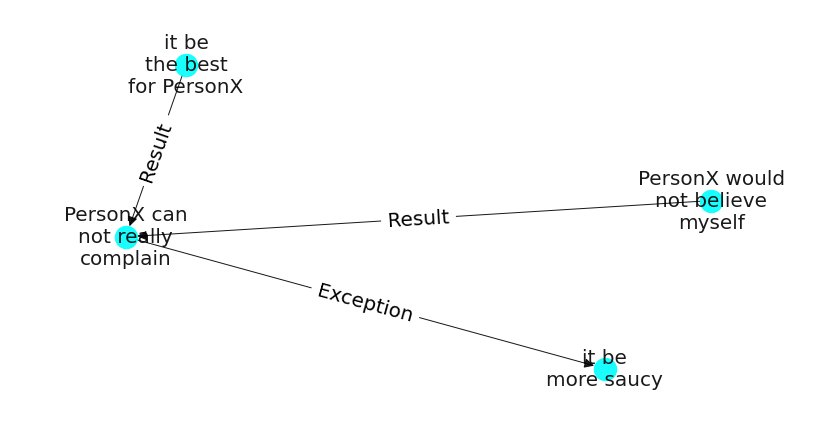 it be
the best
for PersonX
Result
PersonX would
not believe
myself
PersonX can
not really
complain
Result
Exception
it be
more saucy